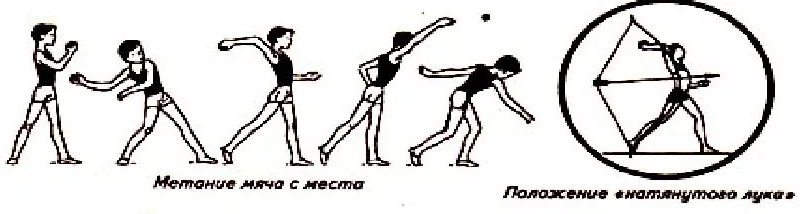 Метание мяча с места
Положение «натянутого лука»